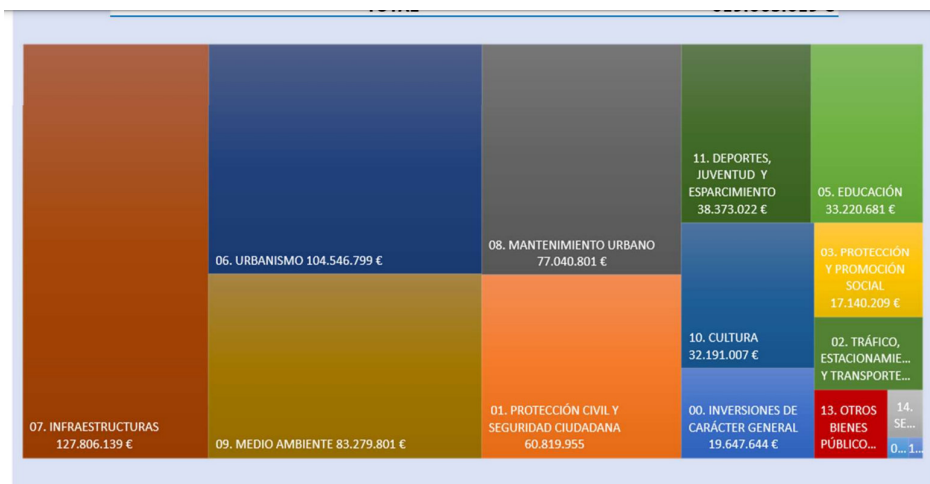 07. INFRAESTRUCTURAS
127.806.139 €
06. URBANISMO 104.546.799 €
09. MEDIO AMBIENTE 83.279.801 €
08. MANTENIMIENTO URBANO
77.040.801 €
01. PROTECCIÓN CIVIL Y
SEGURIDAD CIUDADANA
60.819.955
11. DEPORTES,
JUVENTUD Y
ESPARCIMIENTO
38.373.022 €
10. CULTURA
32.191.007 €
00. INVERSIONES DE
CARÁCTER GENERAL
19.647.644 €
05. EDUCACIÓN
33.220.681 €
03. PROTECCIÓN
Y PROMOCIÓN
SOCIAL
17.140.209 €
02. TRÁFICO,
ESTACIONAMIE...
Y TRANSPORTE...
13. OTROS
BIENES
PÚBLICO...
14.
SE...
0...
1...